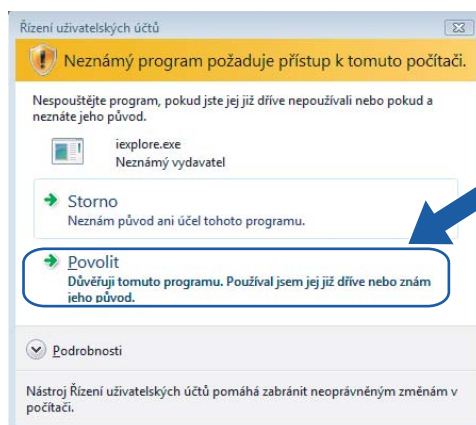 Řízení uživatelských účtů
Neznámý program požaduje přístup k tomuto počítači.
Nespouštějte program, pokud jste jej již dříve nepoužívali nebo pokud a
neznáte jeho původ.
iexplore.exe
Neznámý vydavatel
Storno
Neznám původ ani účel tohoto programu.
Povolit
Důvěřuji tomuto programu. Používal jsem jej již dříve nebo znám
jeho původ.
Podrobnosti
Nástroj Řízení uživatelských účtů pomáhá zabránit neoprávněným změnám v
počítači.